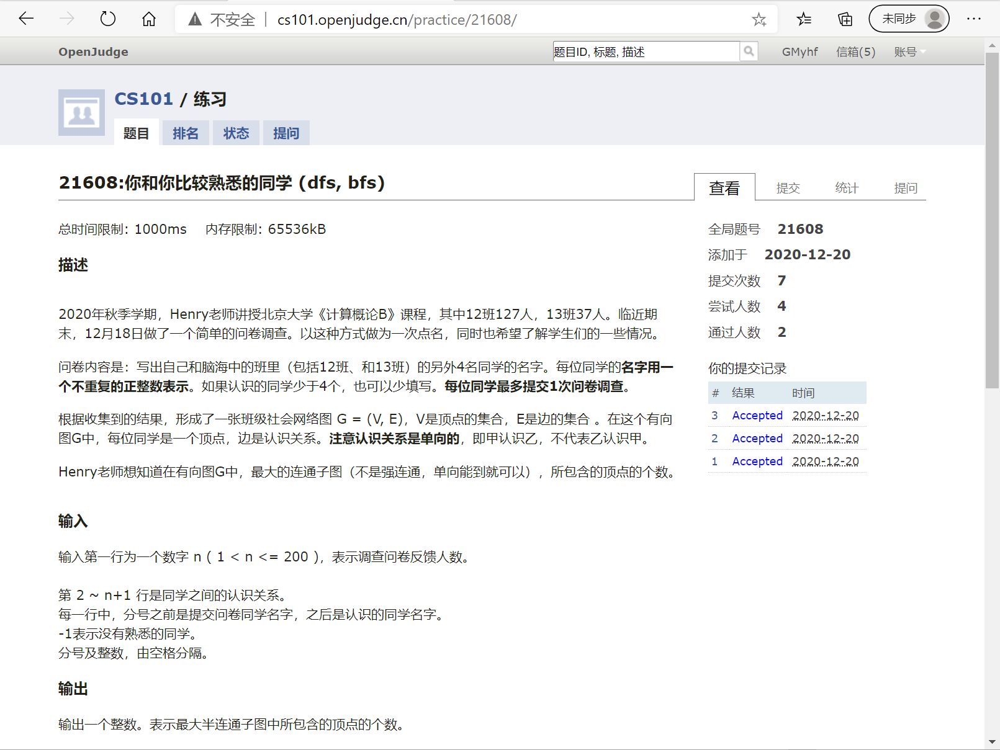 不安全 | cs101.openjudge.cn/practice/21608/
未同步
OpenJudge
题目ID, 标题, 描述
GMyhf 信箱(5) 账号
CS101 / 练习
题目 排名 状态 提问
21608:你和你比较熟悉的同学 (dfs, bfs)
查看 提交 统计 提问
总时间限制: 1000ms 内存限制: 65536kB
描述
2020年秋季学期，Henry老师讲授北京大学《计算概论B》课程，其中12班127人，13班37人。临近期
末，12月18日做了一个简单的问卷调查。以这种方式做为一次点名，同时也希望了解学生们的一些情况。
问卷内容是：写出自己和脑海中的班里（包括12班、和13班）的另外4名同学的名字。每位同学的名字用一
个不重复的正整数表示。如果认识的同学少于4个，也可以少填写。每位同学最多提交1次问卷调查。
根据收集到的结果，形成了一张班级社会网络图 G = (V, E)，V是顶点的集合，E是边的集合 。在这个有向
图G中，每位同学是一个顶点，边是认识关系。注意认识关系是单向的，即甲认识乙，不代表乙认识甲。
Henry老师想知道在有向图G中，最大的连通子图（不是强连通，单向能到就可以），所包含的顶点的个数。
输入
输入第一行为一个数字 n ( 1 < n <= 200 )，表示调查问卷反馈人数。
第 2 ~ n+1 行是同学之间的认识关系。
每一行中，分号之前是提交问卷同学名字，之后是认识的同学名字。
-1表示没有熟悉的同学。
分号及整数，由空格分隔。
输出
输出一个整数。表示最大半连通子图中所包含的顶点的个数。
全局题号 21608
添加于 2020-12-20
提交次数 7
尝试人数 4
通过人数 2
你的提交记录
# 结果 时间
3 Accepted 2020-12-20
2 Accepted 2020-12-20
1 Accepted 2020-12-20